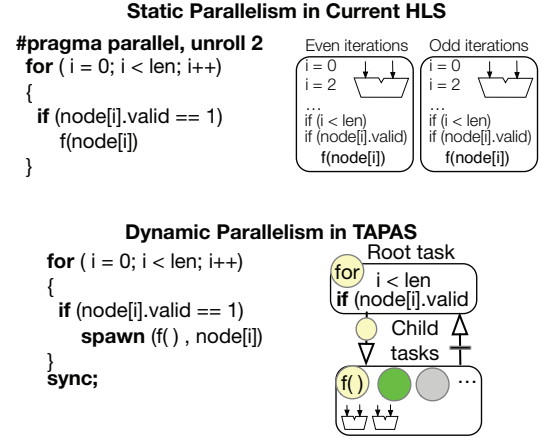 Static Parallelism in Current HLS
#pragma parallel, unroll 2
for ( i = 0; i < len; i++)
{
if (node[i].valid == 1)
f(node[i])
}
Even iterations
i = 0
i = 2
...
if (i < len)
if (node[i].valid)
f(node[i])
Odd iterations
i = 0
i = 2
...
if (i < len)
if (node[i].valid)
f(node[i])
Dynamic Parallelism in TAPAS
for ( i = 0; i < len; i++)
{
if (node[i].valid == 1)
spawn (f( ) , node[i])
}
sync;
Root task
for
i < len
if (node[i].valid
Child
tasks
f( )
...